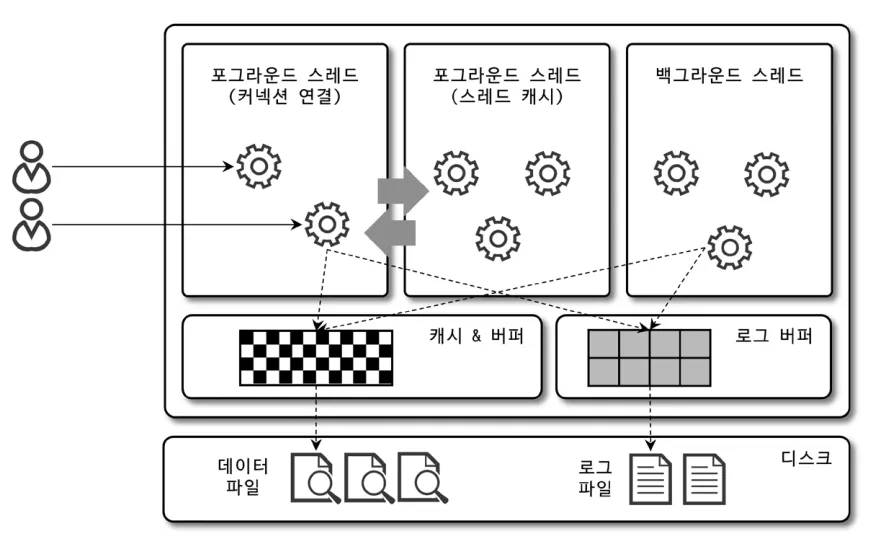 포그라운드 스레드
(커넥션 연결)
포그라운드 스레드
(스레드 캐시)
백그라운드 스레드
캐시 & 버퍼
로그 버퍼
데이터
파일
로그
파일
디스크